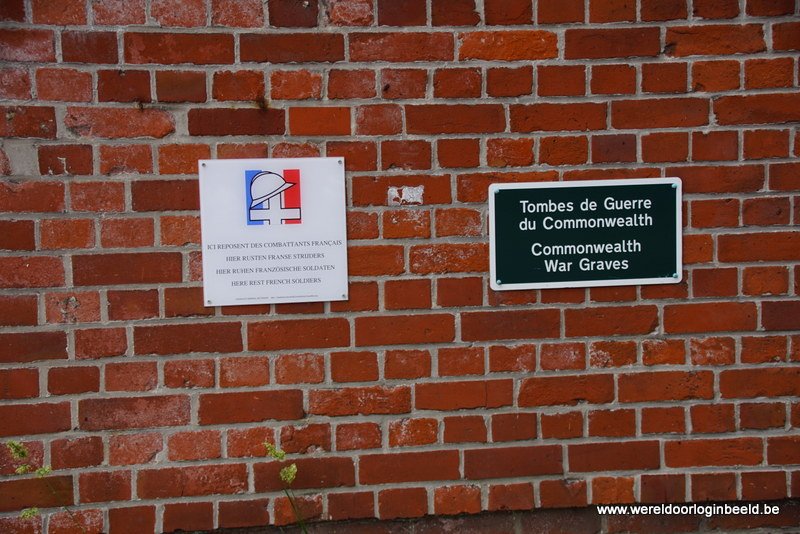 ICI REPOSENT DES COMBATTANTS FRANÇAIS
HIER RUSTEN FRANSE STRIJDERS
HIER RUHEN FRANZÖSISCHE SOLDATEN
HERE REST FRENCH SOLDIERS
Tombes de Guerre
du Commonwealth
Commonwealth
War Graves
www.wereldoorloginbeeld.be